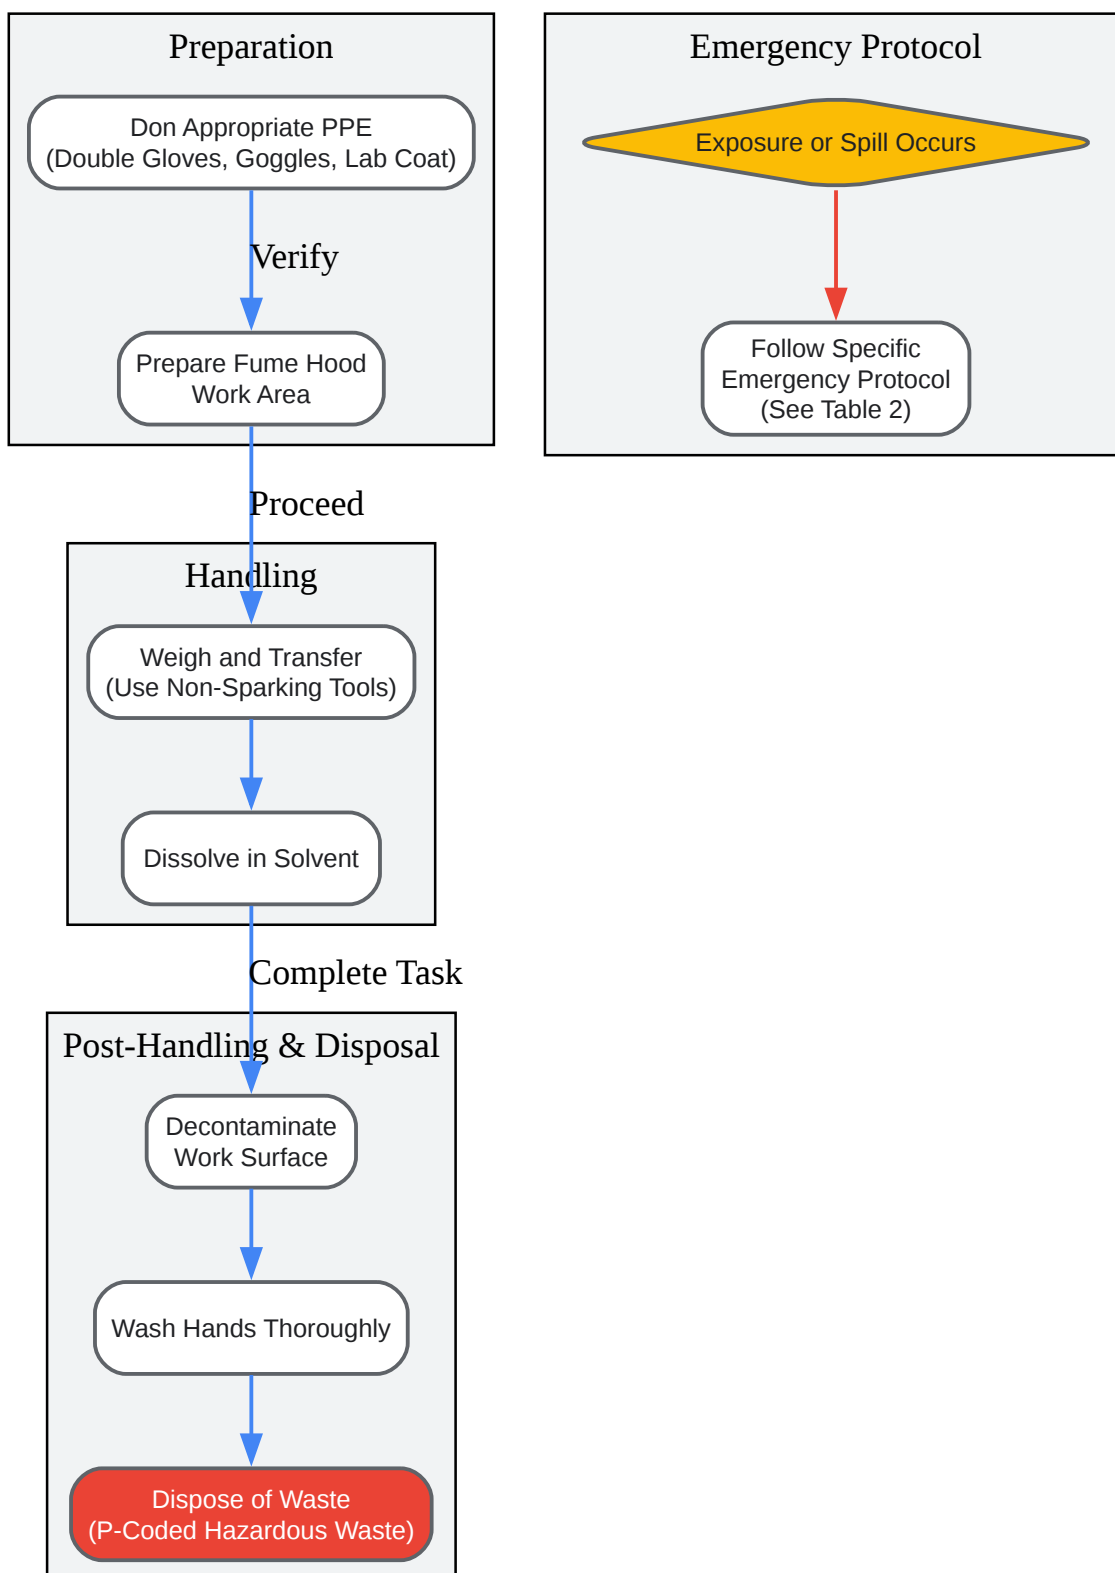 Preparation
Don Appropriate PPE
(Double Gloves, Goggles, Lab Coat)
Verify
Prepare Fume Hood
Work Area
Proceed
Handling
Weigh and Transfer
(Use Non-Sparking Tools)
Dissolve in Solvent
Complete Task
Post-Handling & Disposal
Decontaminate
Work Surface
Wash Hands Thoroughly
Dispose of Waste
(P-Coded Hazardous Waste)
Emergency Protocol
Exposure or Spill Occurs
Follow Specific
Emergency Protocol
(See Table 2)